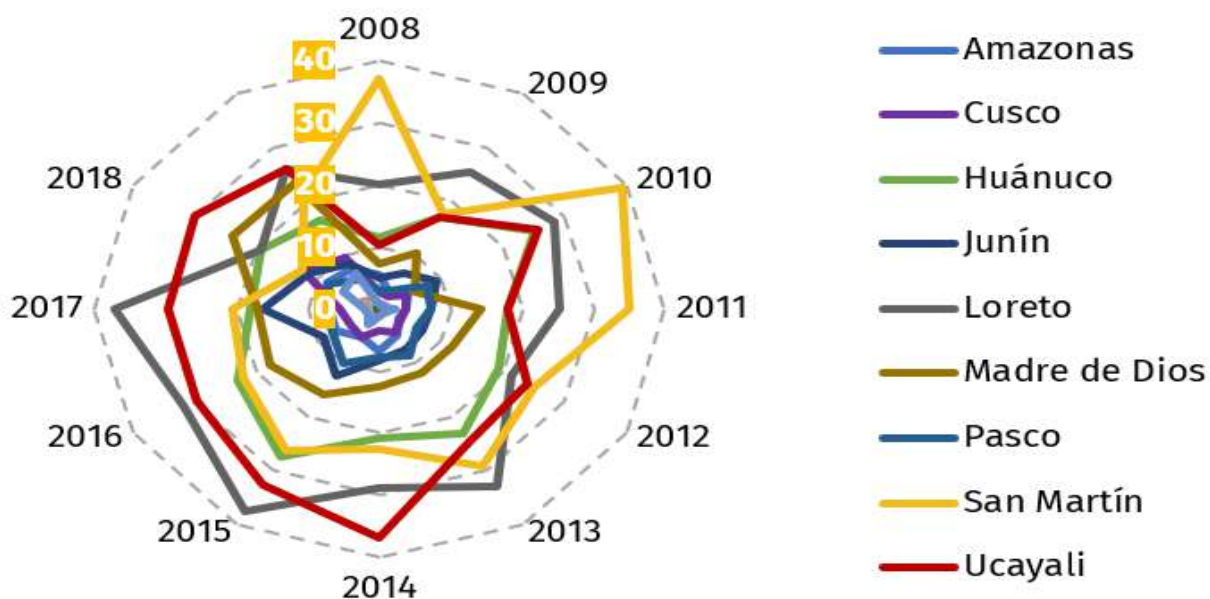 2008
2009
2010
2011
2012
2013
2014
2015
2016
2017
2018
40
30
20
10
0
Amazonas
Cusco
Huánuco
Junín
Loreto
Madre de Dios
Pasco
San Martín
Ucayali